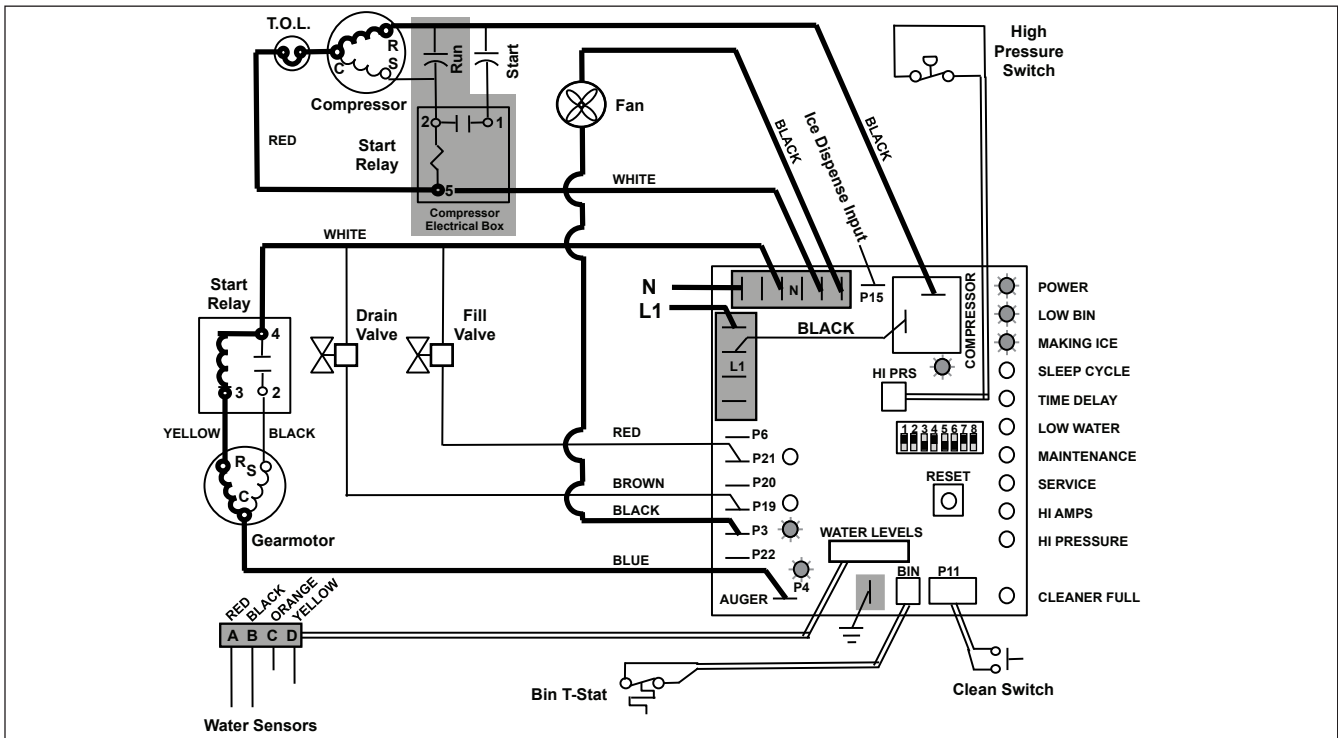 T.O.L.
R
C
S
Compressor
Run
Start
2
1
Start
Relay
5
Compressor
Electrical Box
RED
WHITE
Fan
BLACK
Ice Dispense Input
BLACK
High
Pressure
Switch
WHITE
Start
Relay
4
3
2
YELLOW
BLACK
R
S
C
Gearmotor
Drain
Valve
Fill
Valve
N
L1
N
P15
L1
BLACK
COMPRESSOR
HI PRS
1 2 3 4 5 6 7 8
RESET
POWER
LOW BIN
MAKING ICE
SLEEP CYCLE
TIME DELAY
LOW WATER
MAINTENANCE
SERVICE
HI AMPS
HI PRESSURE
CLEANER FULL
RED
BROWN
BLACK
BLUE
P6
P21
P20
P19
P3
P22
P4
AUGER
WATER LEVELS
BIN
P11
RED
BLACK
ORANGE
YELLOW
A B C D
Water Sensors
Bin T-Stat
Clean Switch